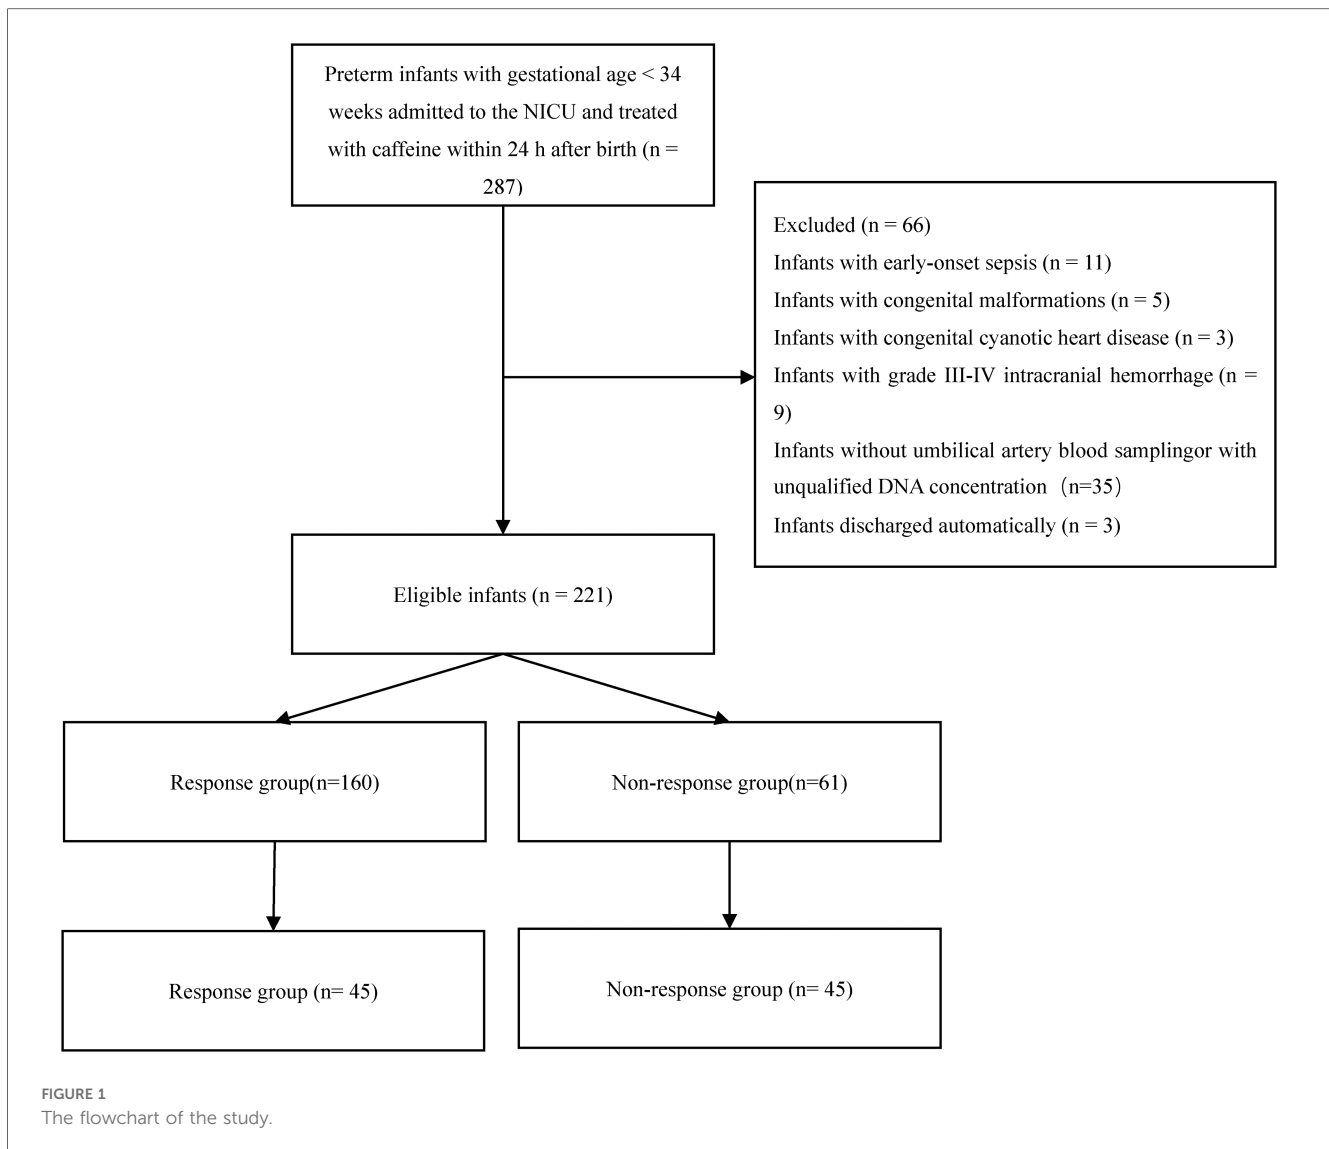 Preterm infants with gestational age < 34
weeks admitted to the NICU and treated
with caffeine within 24 h after birth (n =
287)
Excluded (n = 66)
Infants with early-onset sepsis (n = 11)
Infants with congenital malformations (n = 5)
Infants with congenital cyanotic heart disease (n = 3)
Infants with grade III-IV intracranial hemorrhage (n =
9)
Infants without umbilical artery blood samplingor with
unqualified DNA concentration（n=35）
Infants discharged automatically (n = 3)
Eligible infants (n = 221)
Response group(n=160)
Non-response group(n=61)
Response group (n= 45)
Non-response group (n= 45)
FIGURE 1
The flowchart of the study.